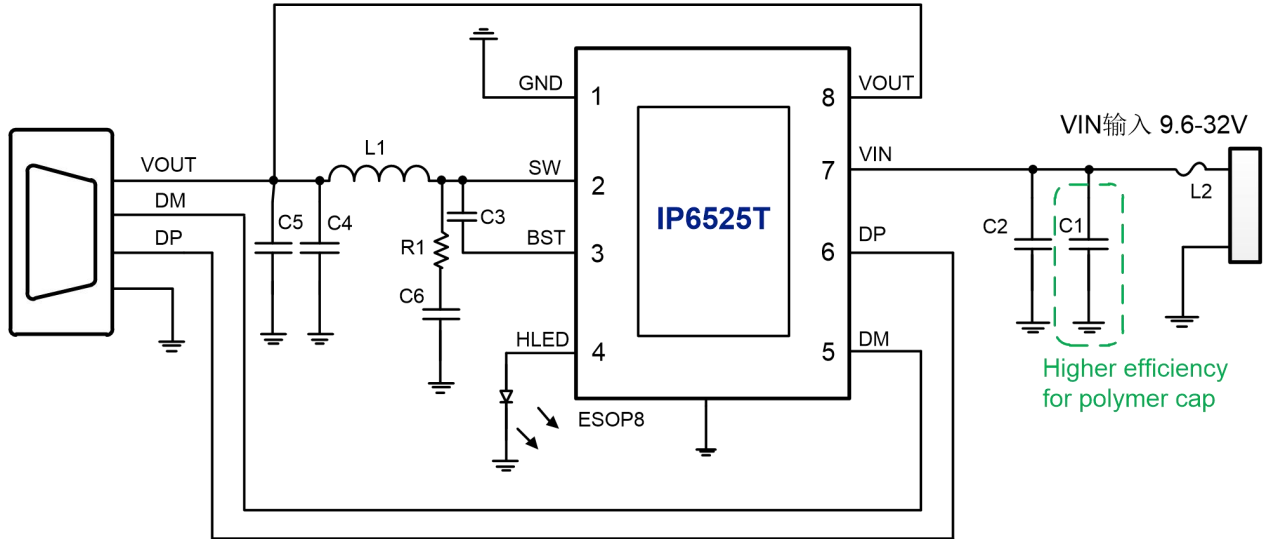 GND
1
8
VOUT
VIN输入 9.6-32V
VOUT
L1
SW
2
7
VIN
L2
DM
C5
C4
C3
IP6525T
C2
C1
DP
R1
BST
3
6
DP
C6
HLED
4
5
DM
ESOP8
Higher efficiency
for polymer cap